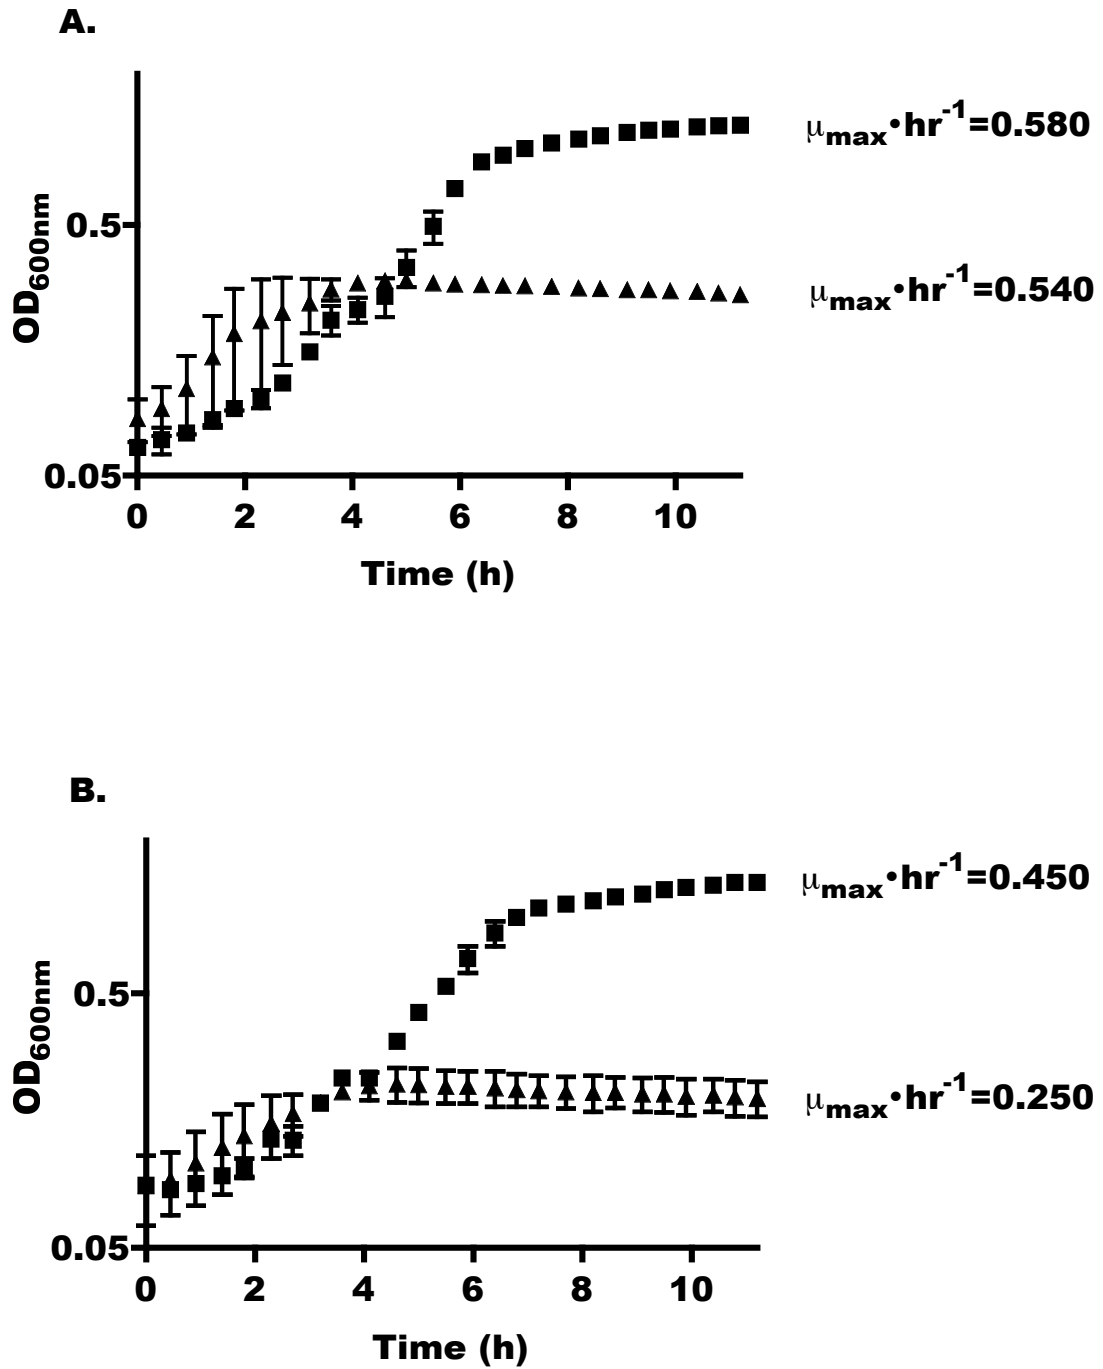 A.
μmax•hr-1=0.580
0.5
OD600nm
μmax•hr-1=0.540
0.05
0 2 4 6 8 10
Time (h)
B.
μmax•hr-1=0.450
0.5
OD600nm
μmax•hr-1=0.250
0.05
0 2 4 6 8 10
Time (h)